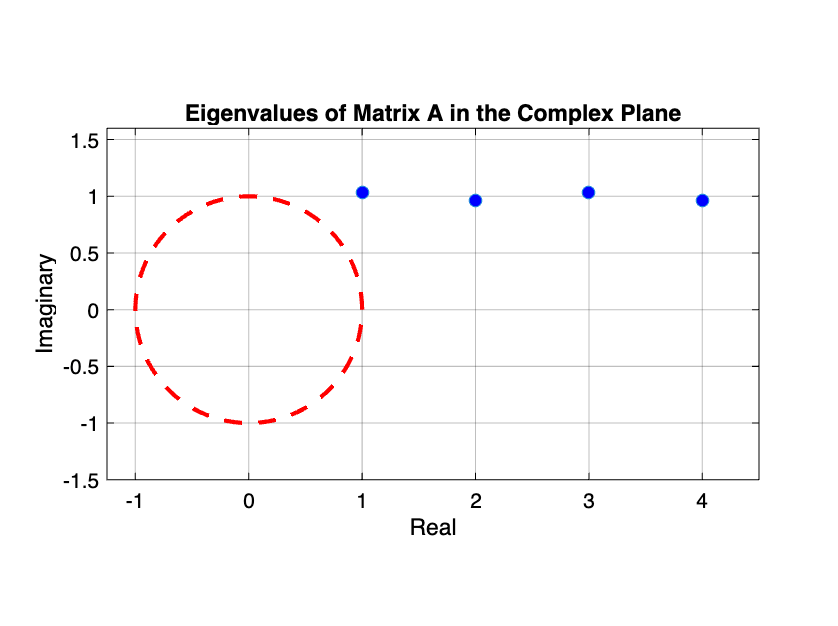 Eigenvalues of Matrix A in the Complex Plane
1.5
1
0.5
0
-0.5
-1
-1.5
Imaginary
-1 0 1 2 3 4
Real